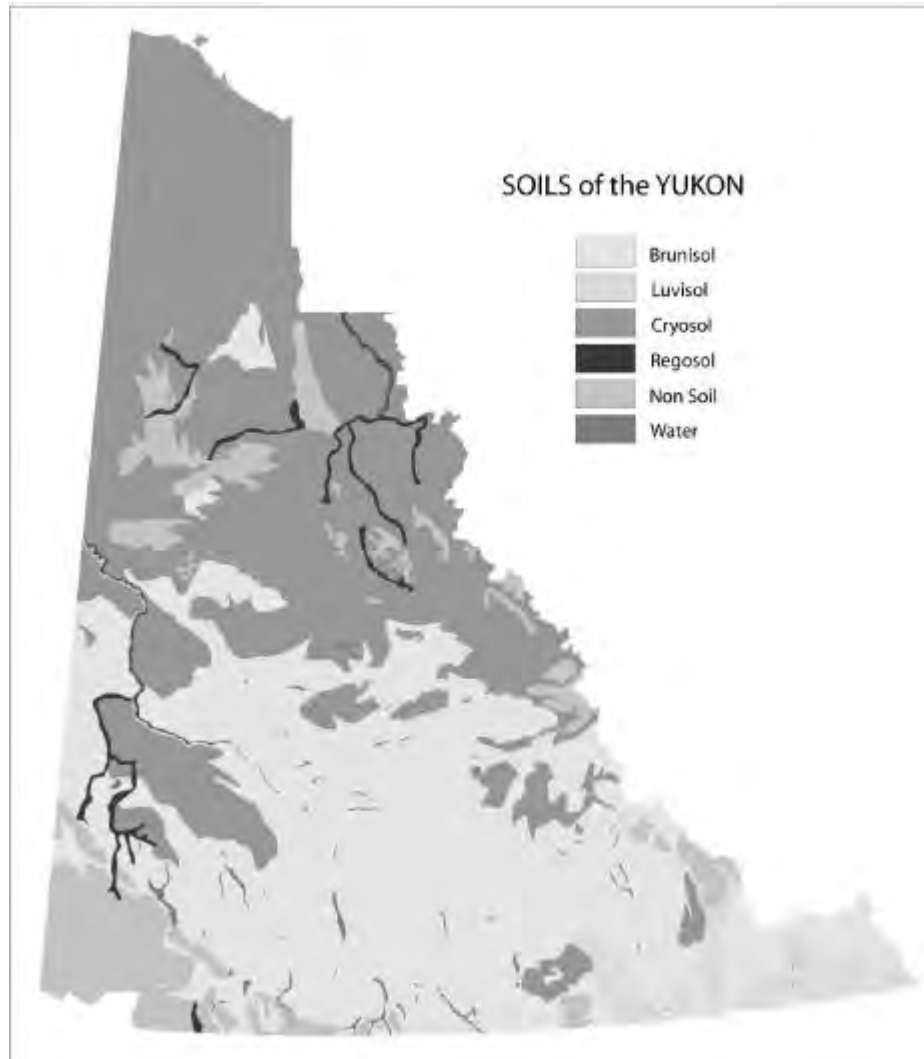 SOILS of the YUKON
Brunisol
Luvisol
Cryosol
Regosol
Non Soil
Water